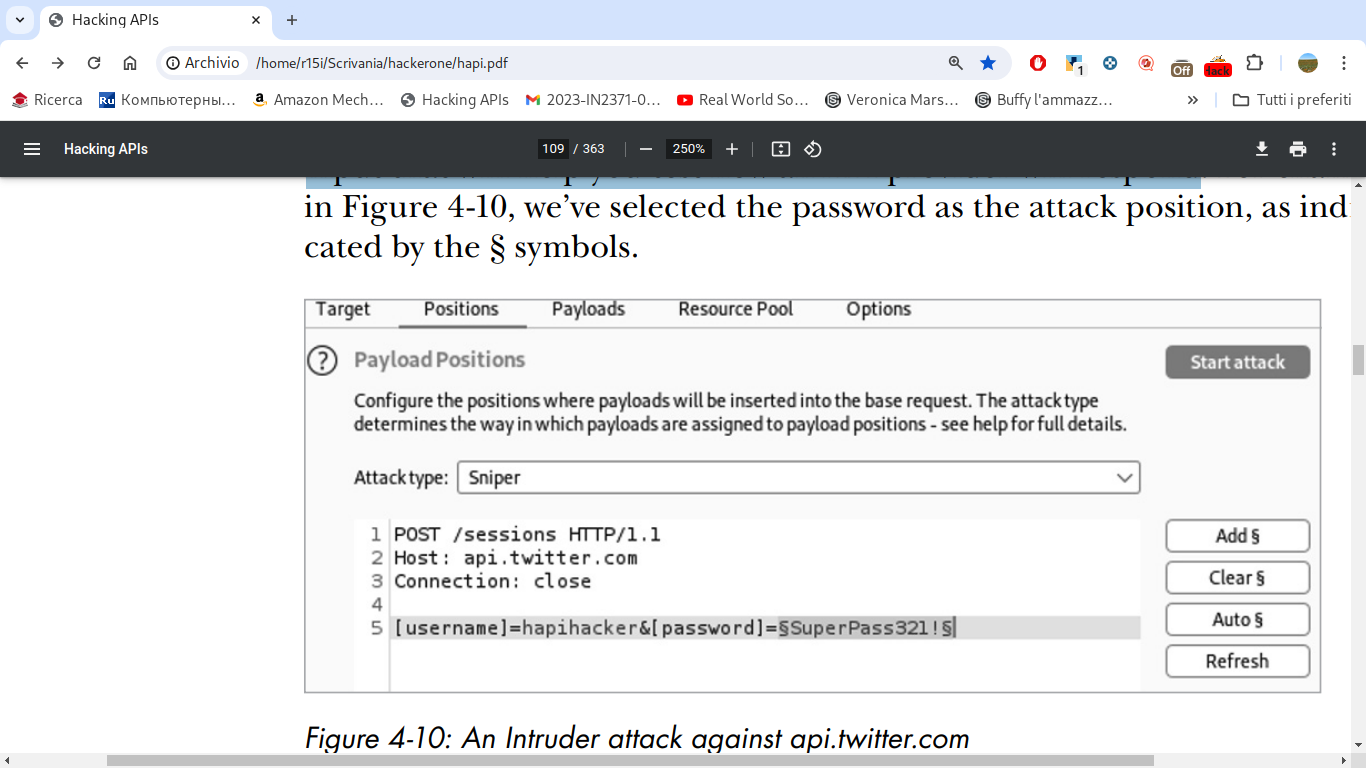 Hacking APIs
Archivio /home/r15i/Scrivania/hackerone/hapi.pdf
1
Off
Hack
Ricerca Ru Компьютерны... Amazon Mech... Hacking APIs 2023-IN2371-0... Real World So... Veronica Mars... Buffy l'ammazz... » Tutti i preferiti
Hacking APIs 109 / 363 250%
in Figure 4-10, we've selected the password as the attack position, as indi
cated by the § symbols.
Target Positions Payloads Resource Pool Options
? Payload Positions Start attack
Configure the positions where payloads will be inserted into the base request. The attack type
determines the way in which payloads are assigned to payload positions - see help for full details.
Attack type: Sniper
1 POST /sessions HTTP/1.1 Add §
2 Host: api.twitter.com
3 Connection: close Clear §
4
5 [username]=hapihacker&[password]=§SuperPass321!§ Auto §
Refresh
Figure 4-10: An Intruder attack against api.twitter.com